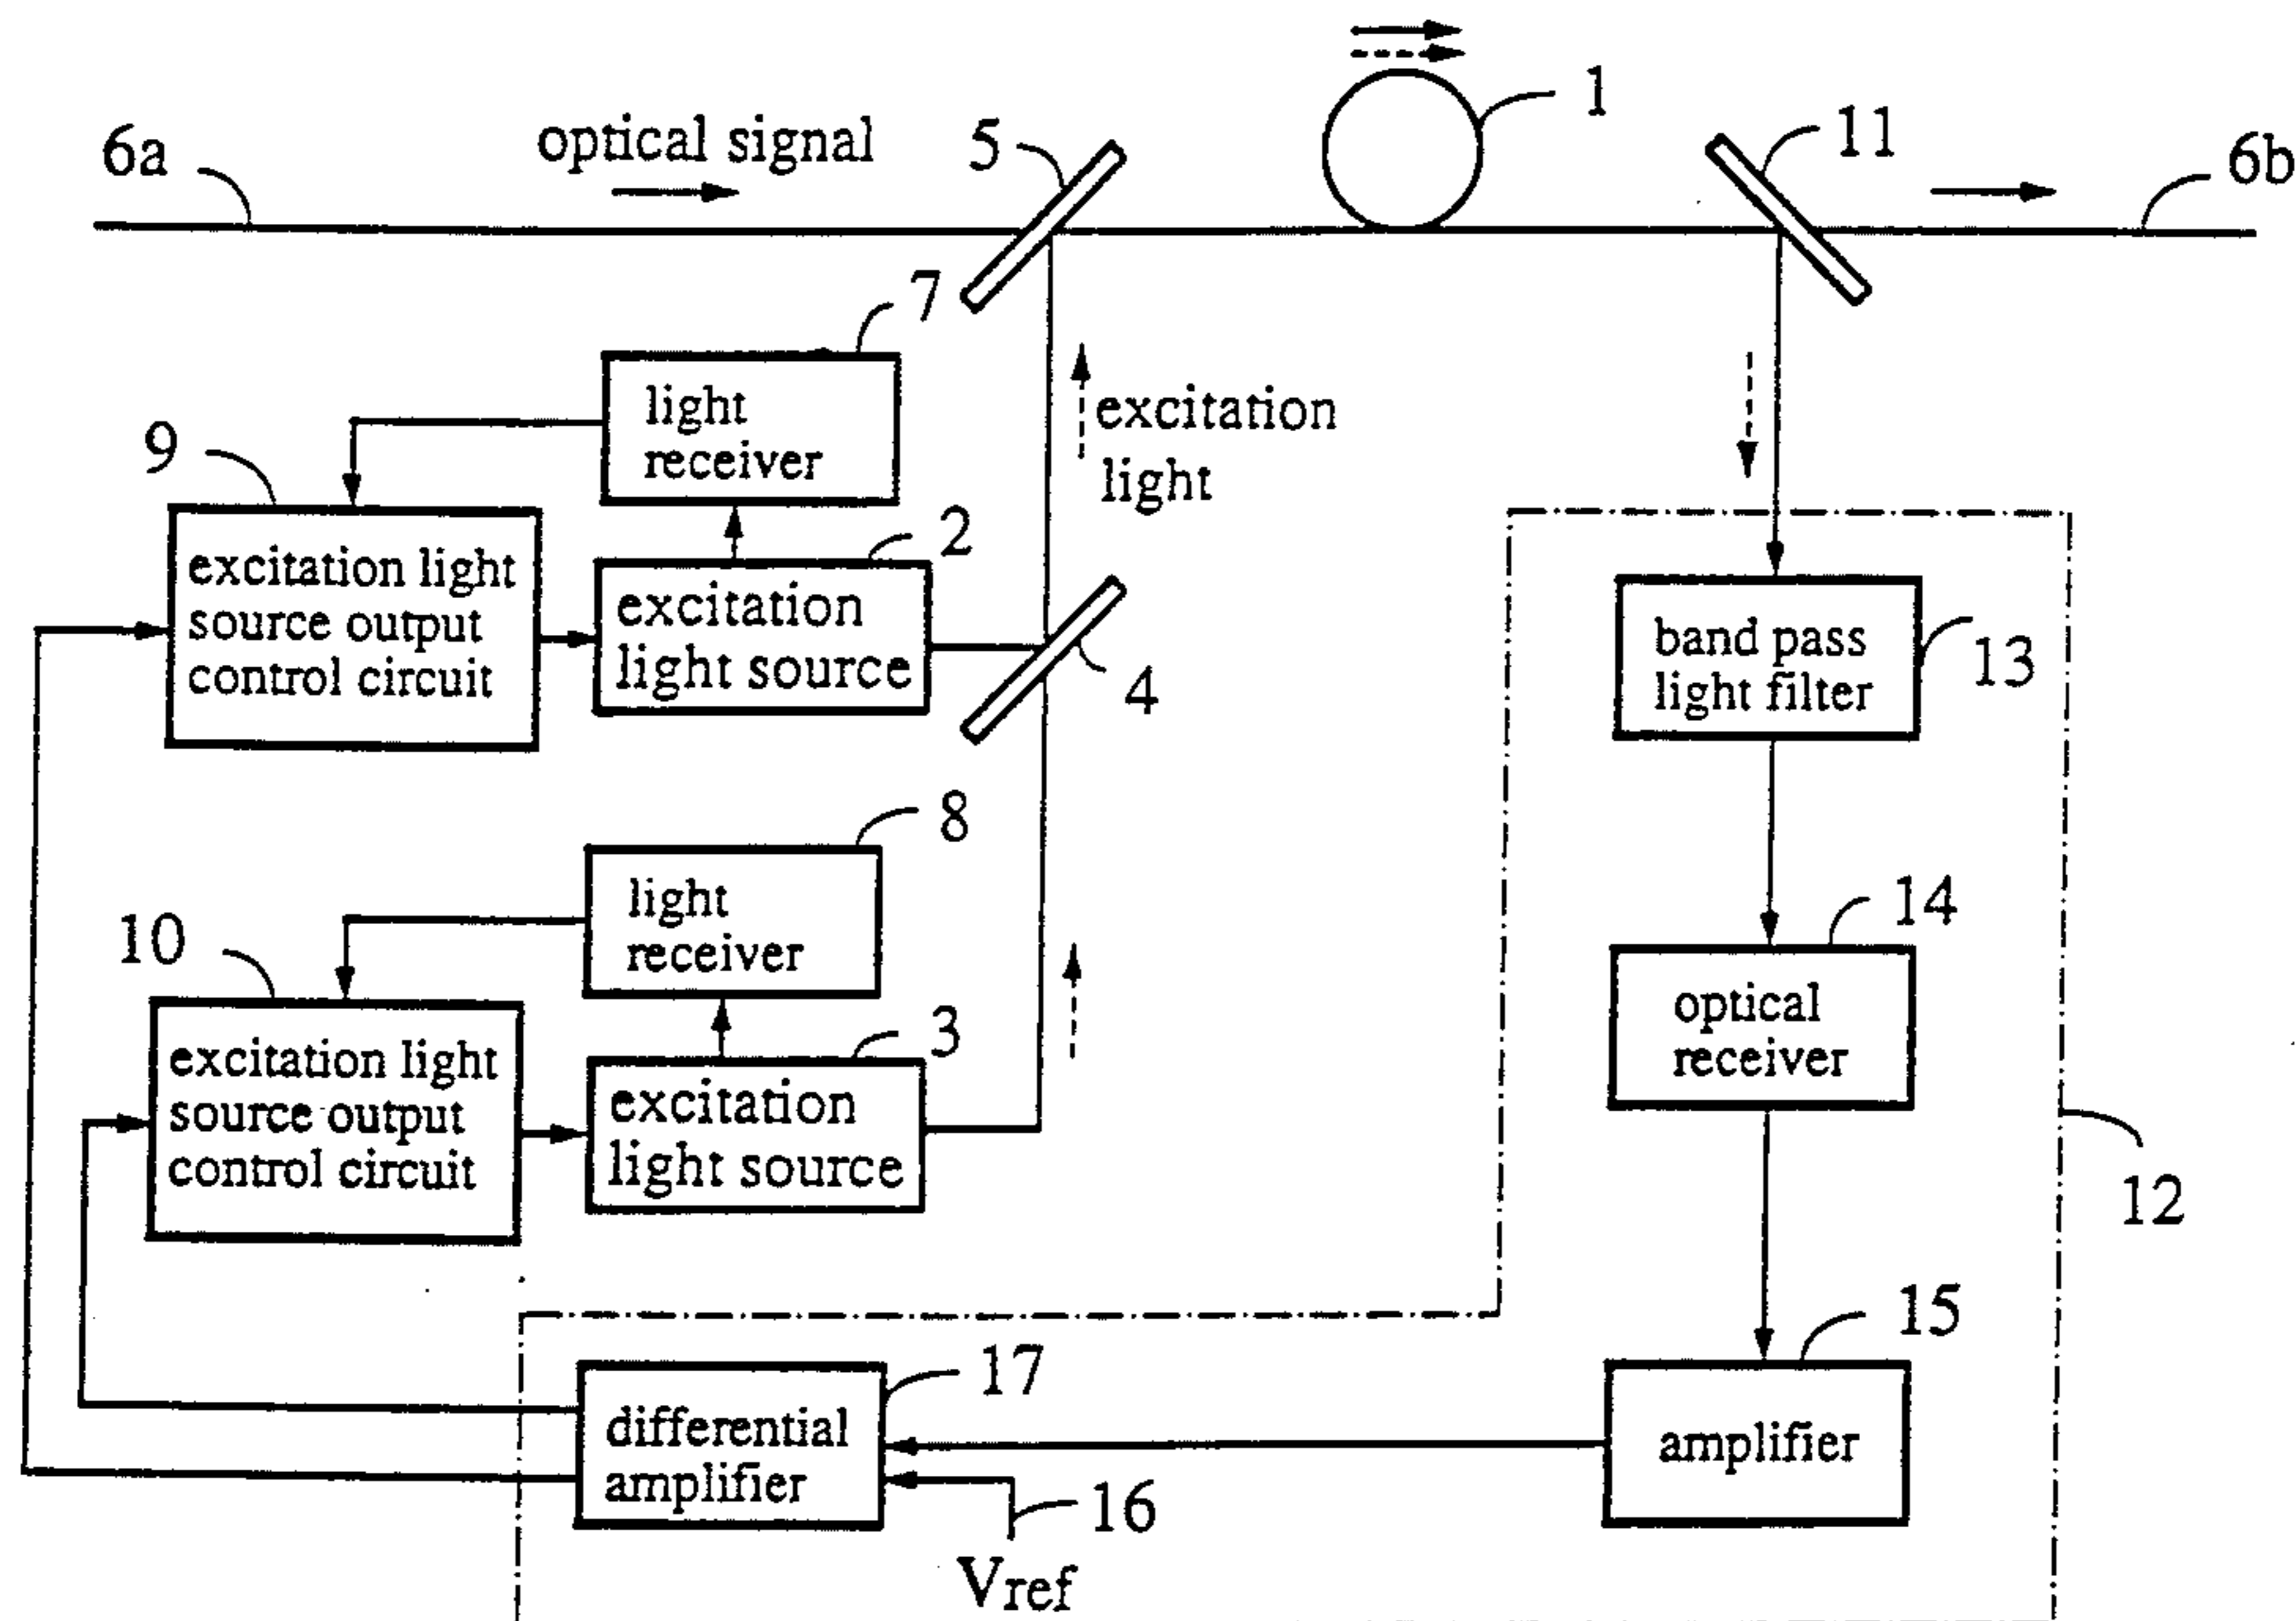 1
11
6a
optical signal
5
6b
7
light
receiver
excitation
light
9
2
excitation light
source output
control circuit
excitation
light source
4
band pass
light filter
13
8
light
receiver
14
10
optical
receiver
3
excitation light
source output
control circuit
excitation
light source
12
15
17
differential
amplifier
amplifier
16
Vref